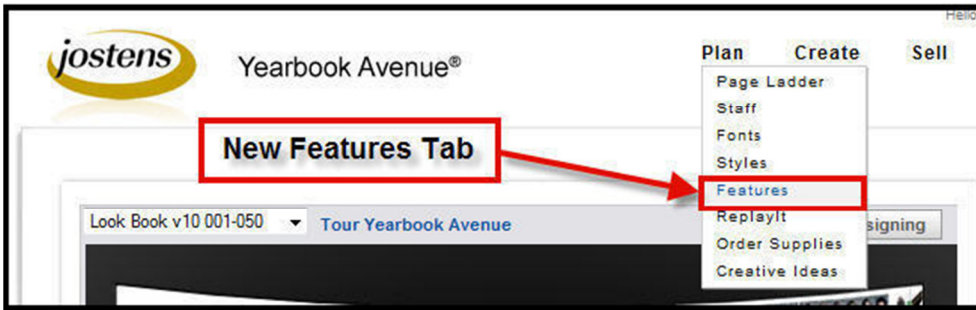 Hello
jostens
Yearbook Avenue®
Plan Create Sell
Page Ladder
Staff
Fonts
Styles
New Features Tab
Features
ReplayIt
Look Book v10 001-050 Tour Yearbook Avenue signing
Order Supplies
Creative Ideas